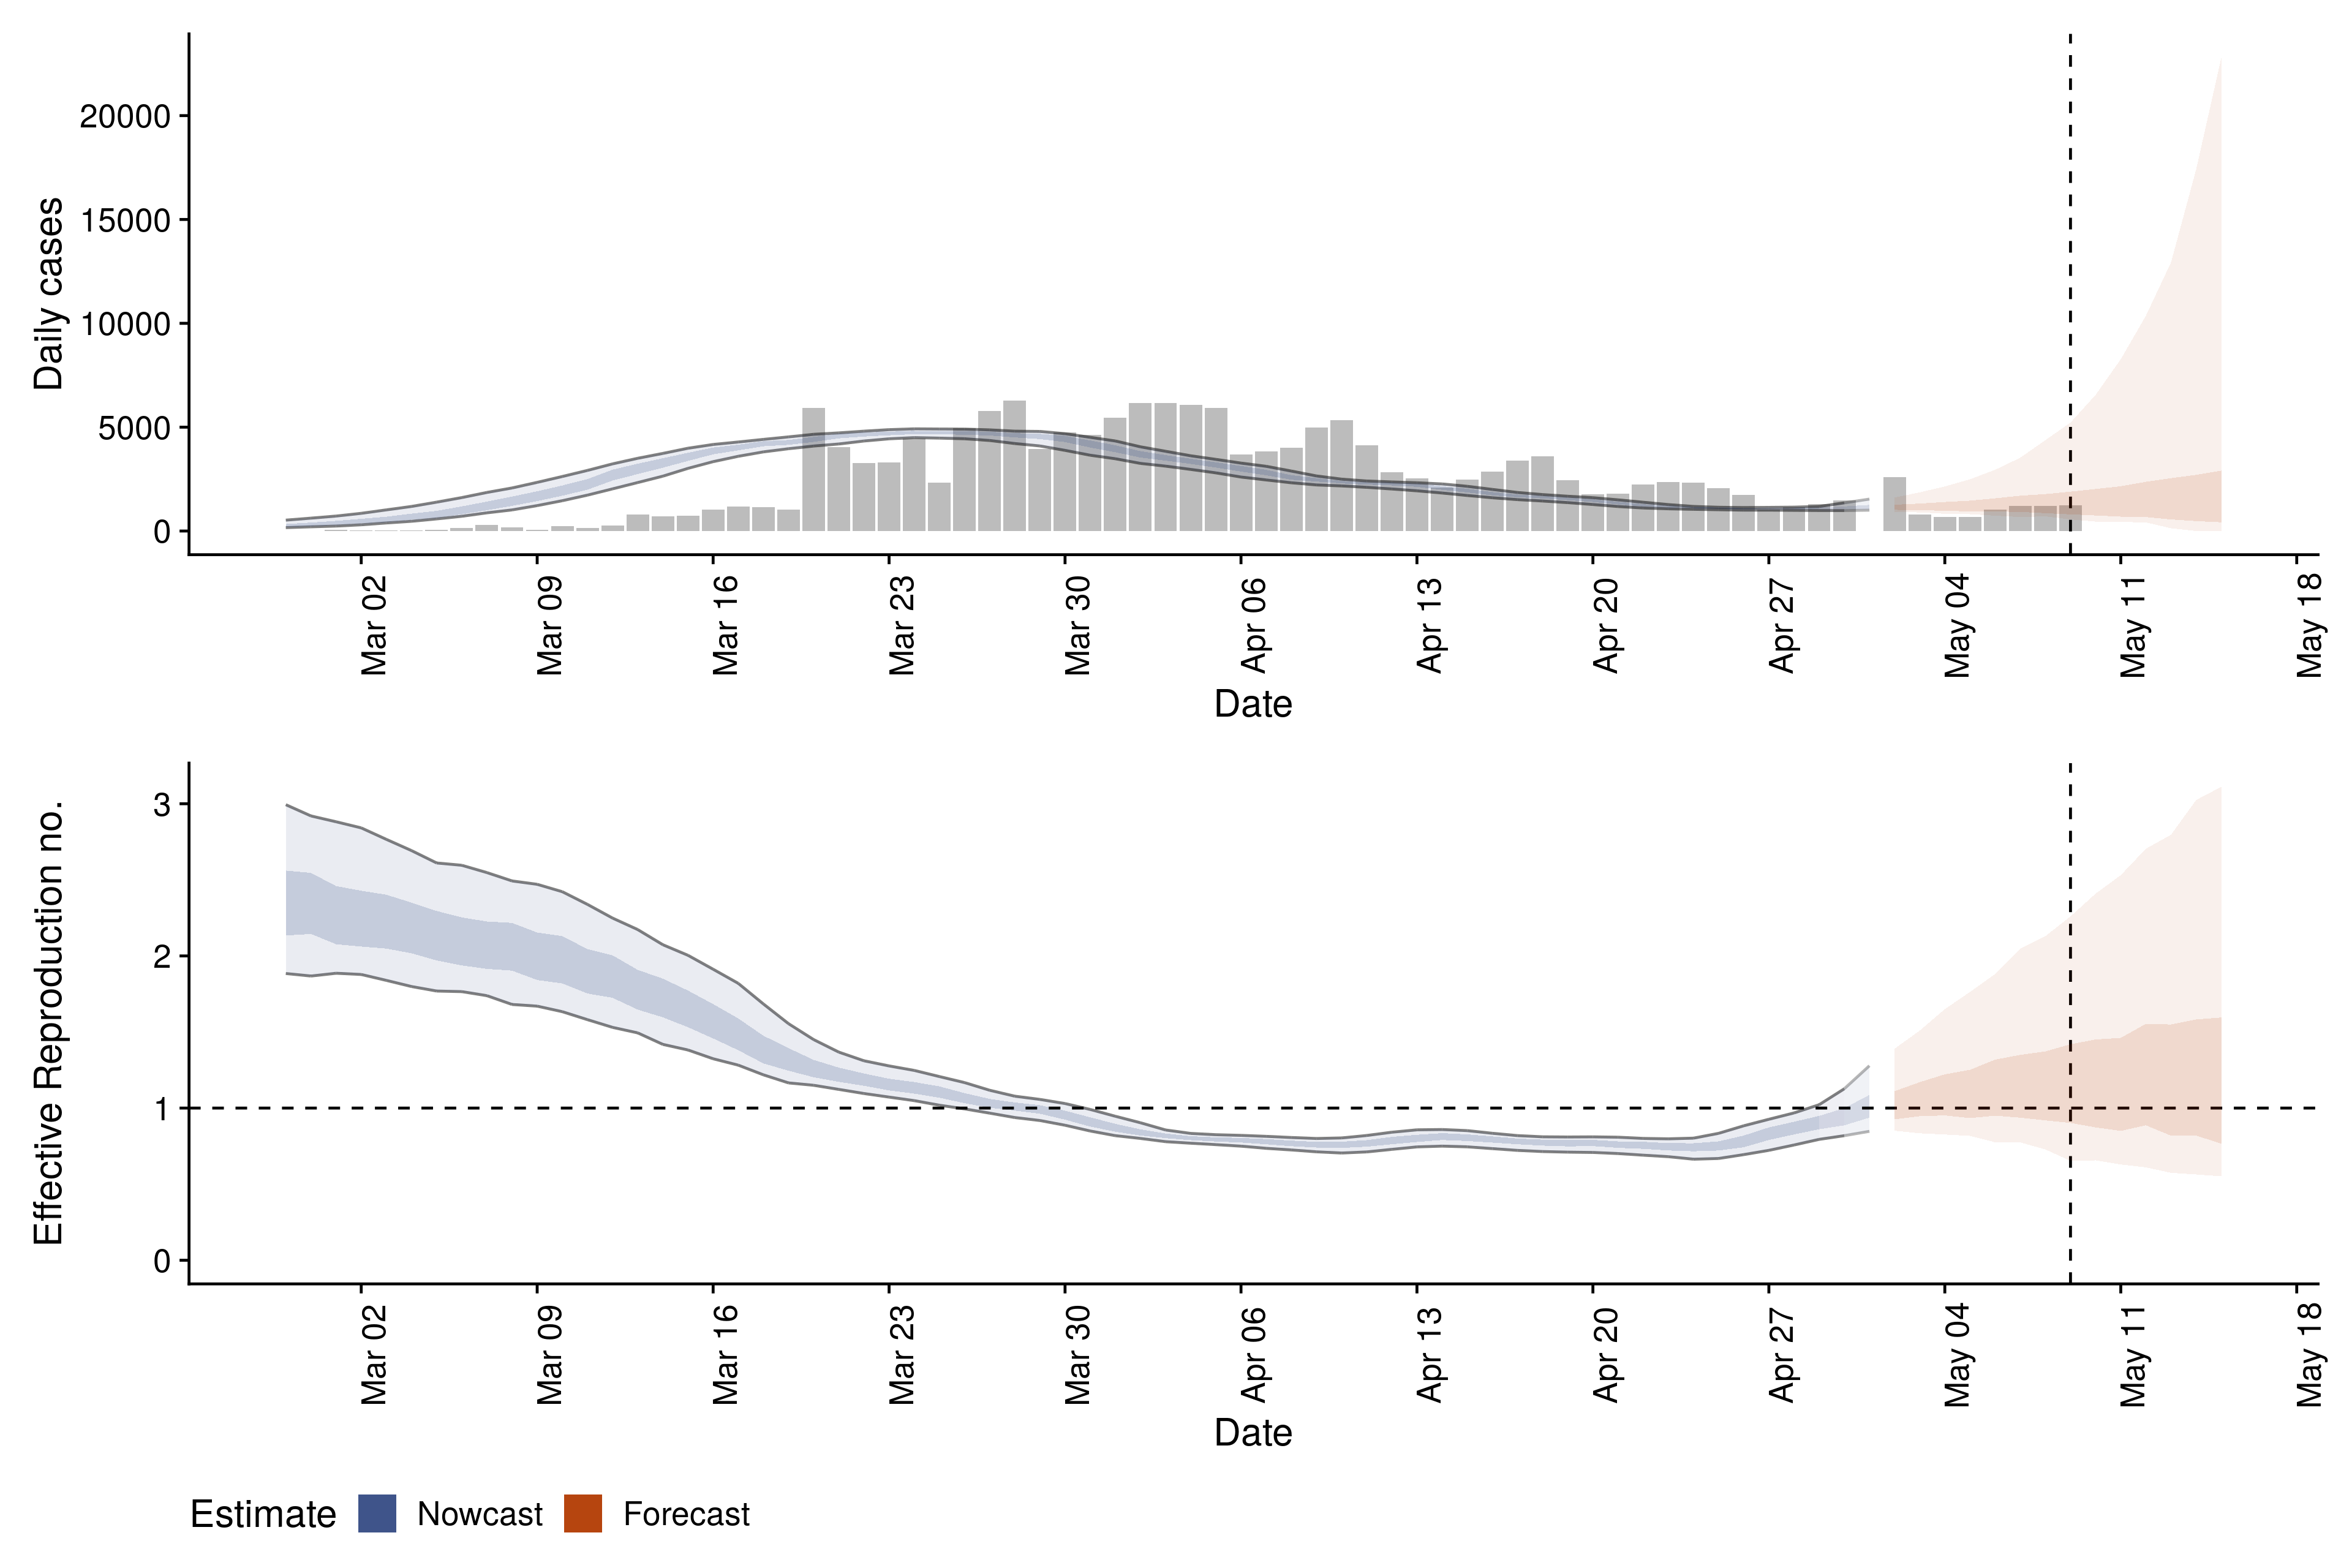 Daily cases
20000
15000
10000
5000
0
Mar 02
Mar 09
Mar 16
Mar 23
Mar 30
Apr 06
Apr 13
Apr 20
Apr 27
May 04
May 11
May 18
Date
Effective Reproduction no.
3
2
1
0
Mar 02
Mar 09
Mar 16
Mar 23
Mar 30
Apr 06
Apr 13
Apr 20
Apr 27
May 04
May 11
May 18
Date
Estimate Nowcast Forecast